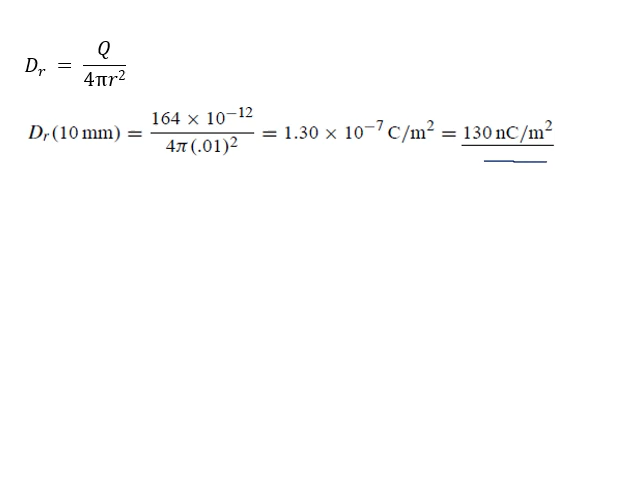 D_r = Q / 4πr²
D_r(10 mm) = 164 × 10⁻¹² / 4π(.01)² = 1.30 × 10⁻⁷ C/m² = 130 nC/m²